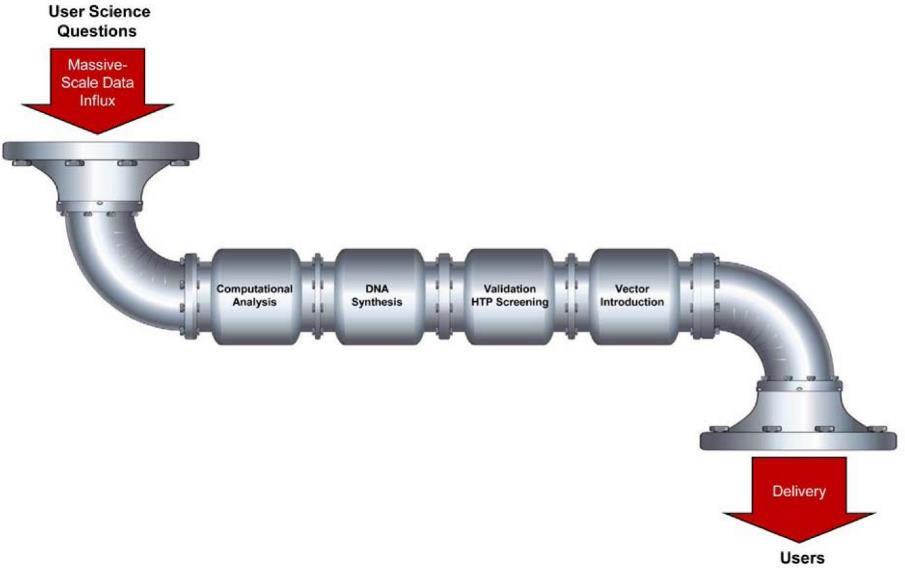 User Science
Questions
Massive-
Scale Data
Influx
Computational
Analysis
DNA
Synthesis
Validation
HTP Screening
Vector
Introduction
Delivery
Users